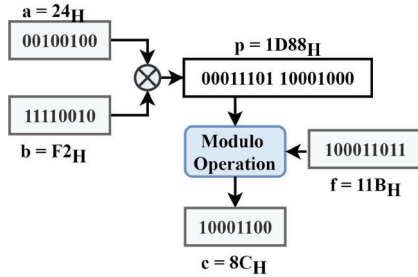 a = 24H
00100100
p = 1D88H
00011101 10001000
11110010
b = F2H
Modulo
Operation
100011011
f = 11BH
10001100
c = 8CH